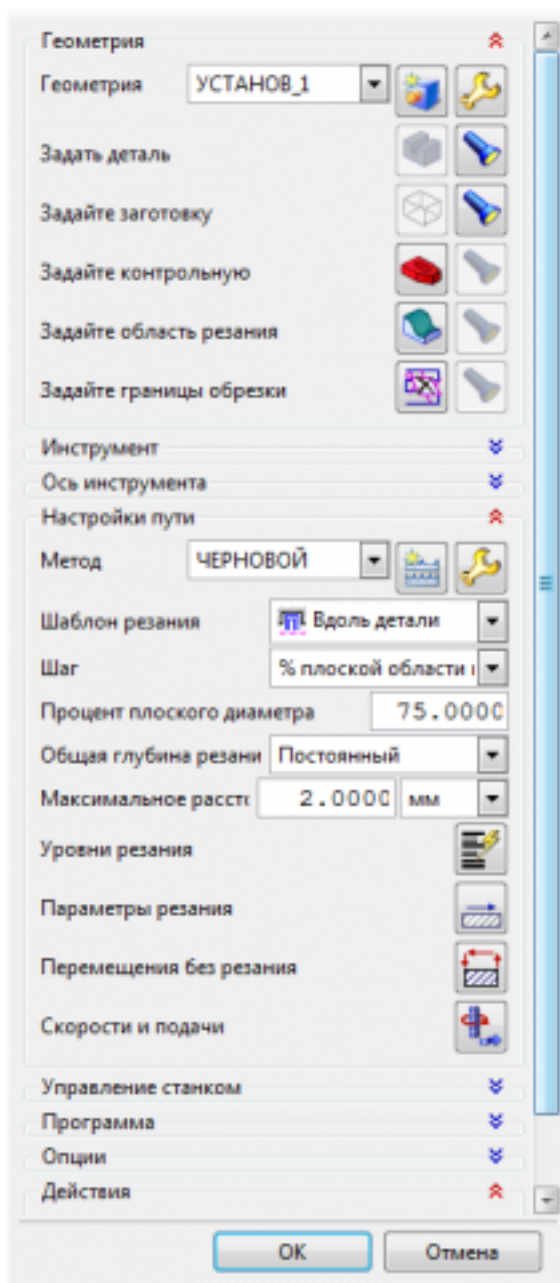 Геометрия
Геометрия УСТАНОВ_1
Задать деталь
Задайте заготовку
Задайте контрольную
Задайте область резания
Задайте границы обрезки
Инструмент
Ось инструмента
Настройки пути
Метод ЧЕРНОВОЙ
Шаблон резания Вдоль детали
Шаг % плоской области
Процент плоского диаметра 75.0000
Общая глубина резани Постоянный
Максимальное расстс 2.0000 мм
Уровни резания
Параметры резания
Перемещения без резания
Скорости и подачи
Управление станком
Программа
Опции
Действия
OK Отмена